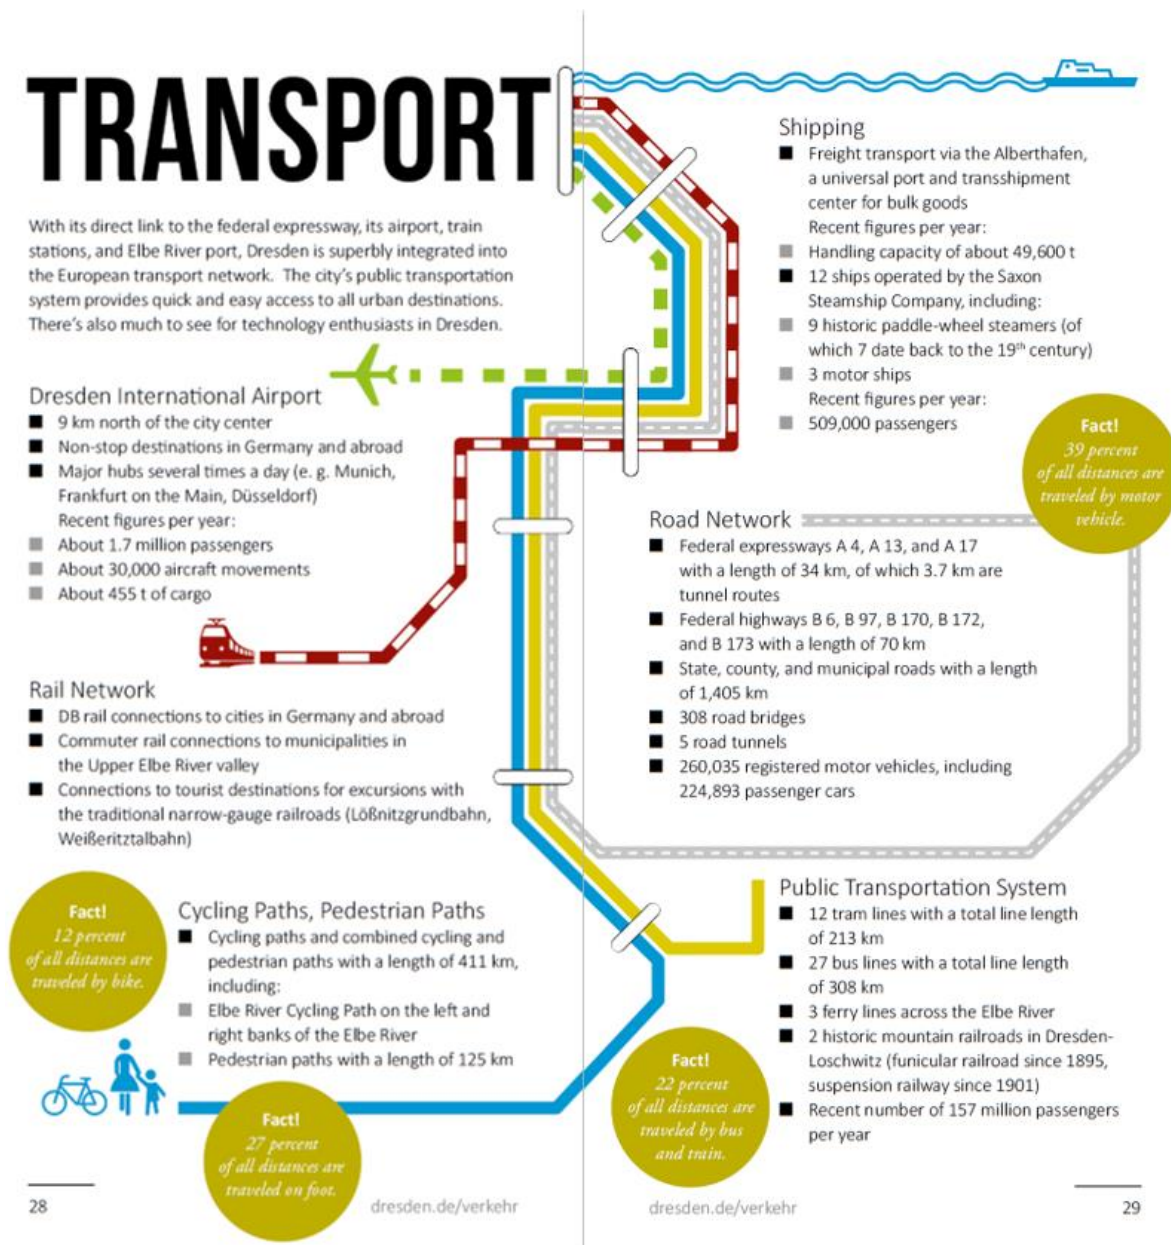 TRANSPORT
With its direct link to the federal expressway, its airport, train
stations, and Elbe River port, Dresden is superbly integrated into
the European transport network. The city's public transportation
system provides quick and easy access to all urban destinations.
There's also much to see for technology enthusiasts in Dresden.
Dresden International Airport
■ 9 km north of the city center
■ Non-stop destinations in Germany and abroad
■ Major hubs several times a day (e. g. Munich,
Frankfurt on the Main, Düsseldorf)
Recent figures per year:
■ About 1.7 million passengers
■ About 30,000 aircraft movements
■ About 455 t of cargo
Rail Network
■ DB rail connections to cities in Germany and abroad
■ Commuter rail connections to municipalities in
the Upper Elbe River valley
■ Connections to tourist destinations for excursions with
the traditional narrow-gauge railroads (Lößnitzgrundbahn,
Weißeritztalbahn)
Fact!
12 percent
of all distances are
traveled by bike.
Cycling Paths, Pedestrian Paths
■ Cycling paths and combined cycling and
pedestrian paths with a length of 411 km,
including:
■ Elbe River Cycling Path on the left and
right banks of the Elbe River
■ Pedestrian paths with a length of 125 km
Fact!
27 percent
of all distances are
traveled on foot.
28
dresden.de/verkehr
Shipping
■ Freight transport via the Alberthafen,
a universal port and transshipment
center for bulk goods
Recent figures per year:
■ Handling capacity of about 49,600 t
■ 12 ships operated by the Saxon
Steamship Company, including:
■ 9 historic paddle-wheel steamers (of
which 7 date back to the 19th century)
■ 3 motor ships
Recent figures per year:
■ 509,000 passengers
Fact!
39 percent
of all distances are
traveled by motor
vehicle.
Road Network
■ Federal expressways A 4, A 13, and A 17
with a length of 34 km, of which 3.7 km are
tunnel routes
■ Federal highways B 6, B 97, B 170, B 172,
and B 173 with a length of 70 km
■ State, county, and municipal roads with a length
of 1,405 km
■ 308 road bridges
■ 5 road tunnels
■ 260,035 registered motor vehicles, including
224,893 passenger cars
Public Transportation System
■ 12 tram lines with a total line length
of 213 km
■ 27 bus lines with a total line length
of 308 km
■ 3 ferry lines across the Elbe River
■ 2 historic mountain railroads in Dresden-
Loschwitz (funicular railroad since 1895,
suspension railway since 1901)
■ Recent number of 157 million passengers
per year
Fact!
22 percent
of all distances are
traveled by bus
and train.
dresden.de/verkehr
29